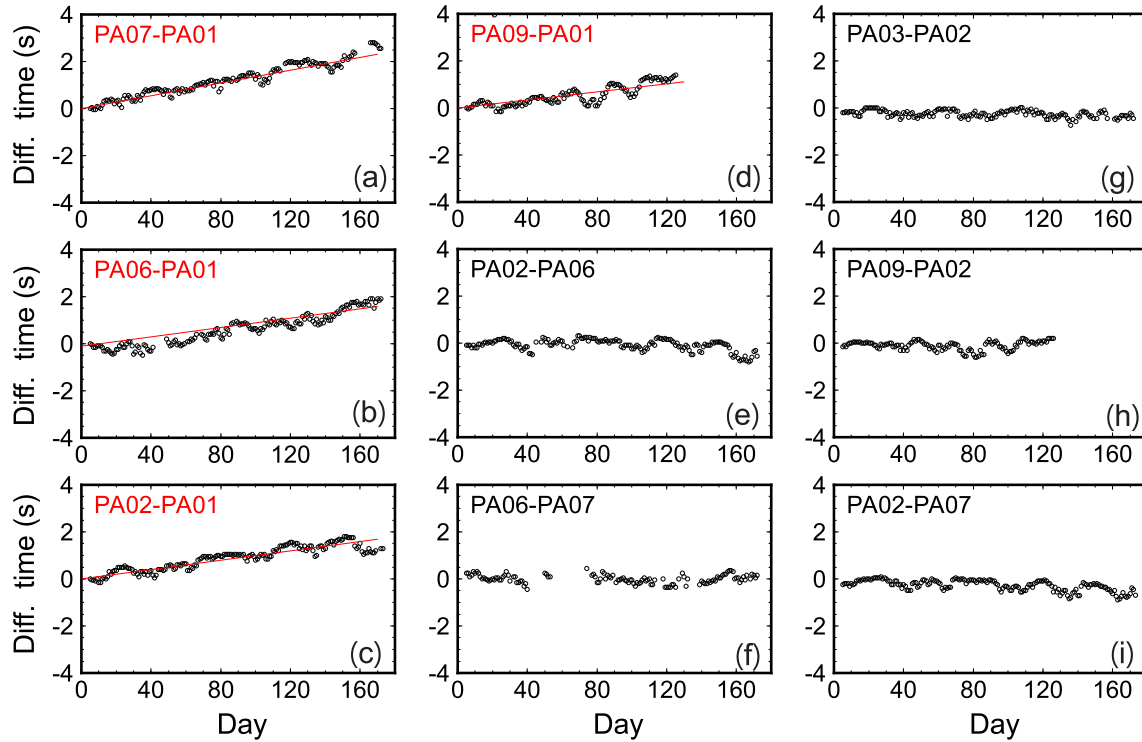 PA07-PA01
PA09-PA01
PA03-PA02
Diff. time (s)
4
2
0
-2
-4
(a)
0 40 80 120 160
4
2
0
-2
-4
(d)
0 40 80 120 160
4
2
0
-2
-4
(g)
0 40 80 120 160
PA06-PA01
PA02-PA06
PA09-PA02
Diff. time (s)
4
2
0
-2
-4
(b)
0 40 80 120 160
4
2
0
-2
-4
(e)
0 40 80 120 160
4
2
0
-2
-4
(h)
0 40 80 120 160
PA02-PA01
PA06-PA07
PA02-PA07
Diff. time (s)
4
2
0
-2
-4
(c)
0 40 80 120 160
Day
4
2
0
-2
-4
(f)
0 40 80 120 160
Day
4
2
0
-2
-4
(i)
0 40 80 120 160
Day